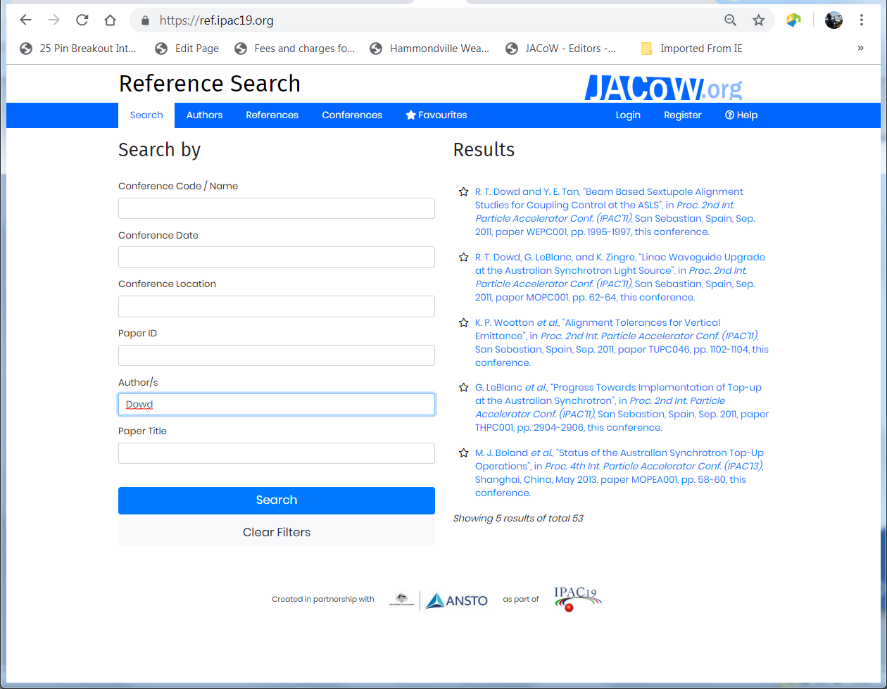 https://ref.ipac19.org
25 Pin Breakout Int...
Edit Page
Fees and charges fo...
Hammondville Wea...
JACoW - Editors -...
Imported From IE
»
Reference Search
JACoW.org
Search
Authors
References
Conferences
Favourites
Login
Register
Help
Search by
Conference Code / Name
Conference Date
Conference Location
Paper ID
Author/s
Dowd
Paper Title
Search
Clear Filters
Results
R. T. Dowd and Y. E. Tan, "Beam Based Sextupole Alignment
Studies for Coupling Control at the ASLS", in Proc. 2nd Int.
Particle Accelerator Conf. (IPAC'11), San Sebastian, Spain, Sep.
2011, paper WEPC001, pp. 1995-1997, this conference.
R. T. Dowd, G. LeBlanc, and K. Zingre, "Linac Waveguide Upgrade
at the Australian Synchrotron Light Source", in Proc. 2nd Int.
Particle Accelerator Conf. (IPAC'11), San Sebastian, Spain, Sep.
2011, paper MOPC001, pp. 62-64, this conference.
K. P. Wootton et al., "Alignment Tolerances for Vertical
Emittance", in Proc. 2nd Int. Particle Accelerator Conf. (IPAC'11),
San Sebastian, Spain, Sep. 2011, paper TUPC046, pp. 1102-1104, this
conference.
G. LeBlanc et al., "Progress Towards Implementation of Top-up
at the Australian Synchrotron", in Proc. 2nd Int. Particle
Accelerator Conf. (IPAC'11), San Sebastian, Spain, Sep. 2011, paper
THPC001, pp. 2904-2906, this conference.
M. J. Boland et al., "Status of the Australian Synchrotron Top-Up
Operations", in Proc. 4th Int. Particle Accelerator Conf. (IPAC'13),
Shanghai, China, May 2013, paper MOPEA001, pp. 58-60, this
conference.
Showing 5 results of total 53
Created in partnership with
ANSTO
as part of
IPAC19